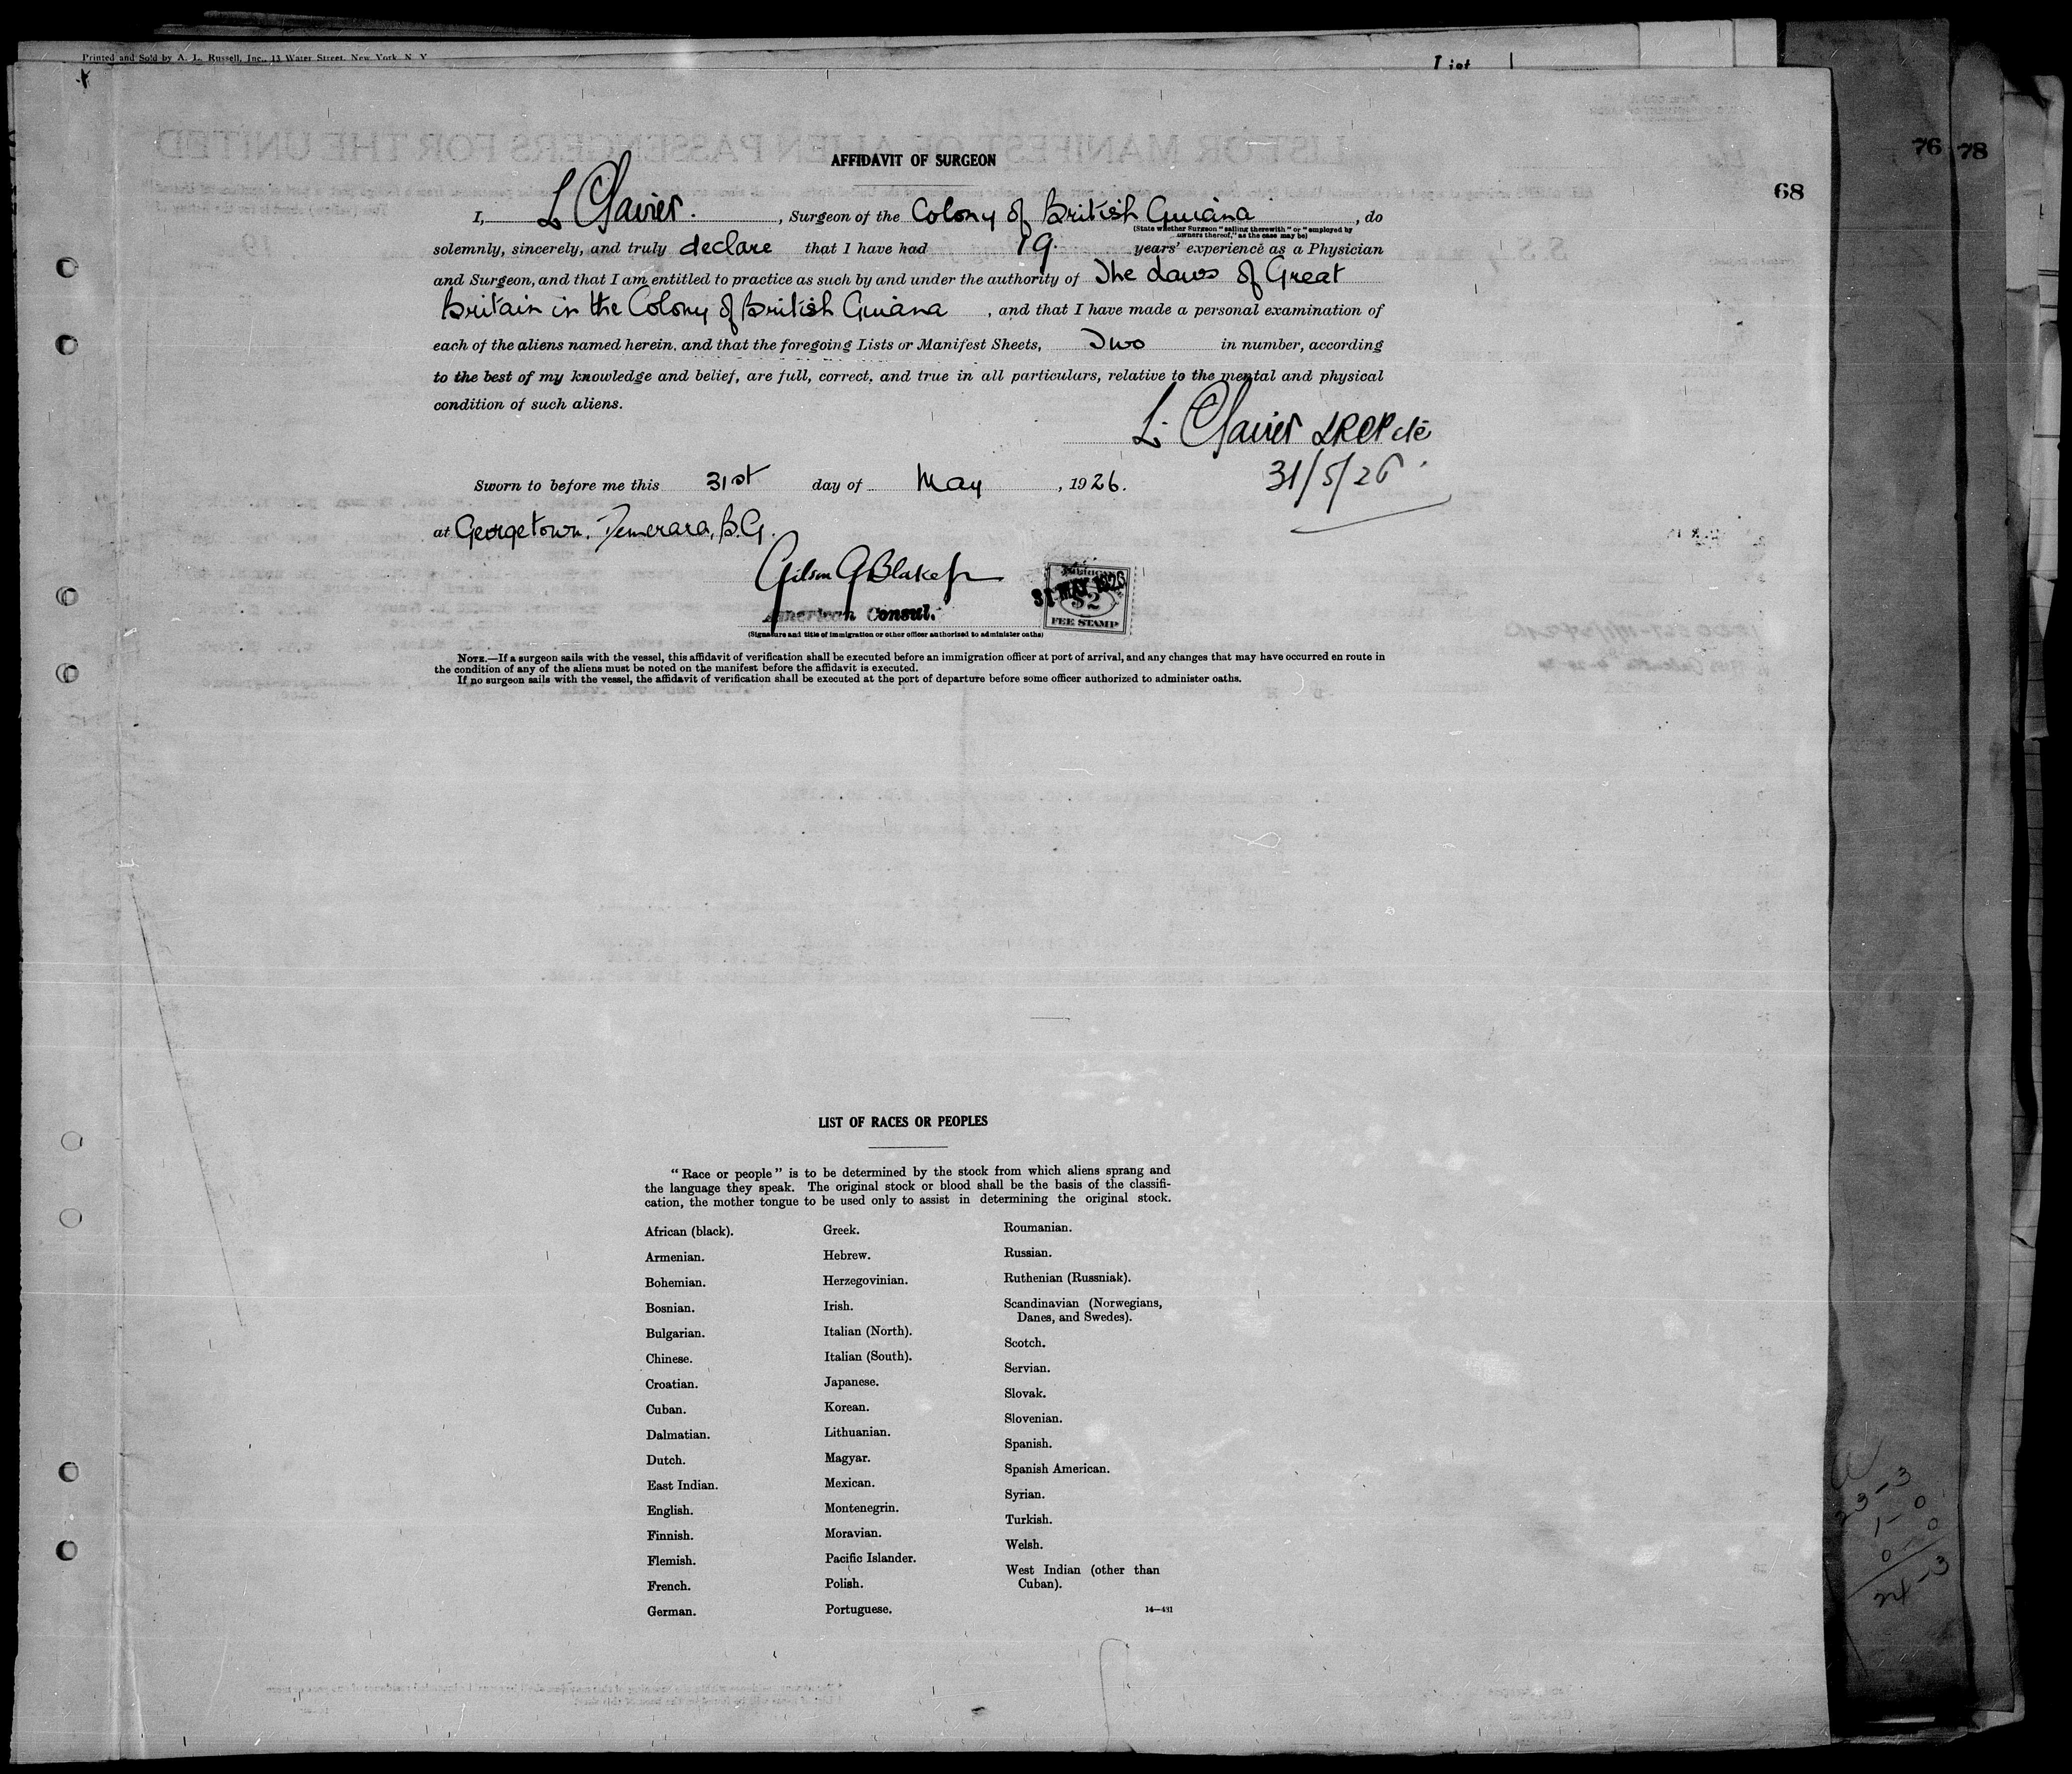 Printed and Sold by A. L. Russell, Inc., 13 Water Street, New York N Y
List
76 78
68
AFFIDAVIT OF SURGEON
I, L , Surgeon of the Colony of British Guiana , do
(State whether Surgeon "sailing therewith" or "employed by
owners thereof," as the case may be)
solemnly, sincerely, and truly declare that I have had 19. years' experience as a Physician
and Surgeon, and that I am entitled to practice as such by and under the authority of The Laws of Great
Britain in the Colony of British Guiana , and that I have made a personal examination of
each of the aliens named herein, and that the foregoing Lists or Manifest Sheets, Two in number, according
to the best of my knowledge and belief, are full, correct, and true in all particulars, relative to the mental and physical
condition of such aliens.
L. LRCP
31/5/26
Sworn to before me this 31st day of May , 1926.
at Georgetown, Demerara, B.G.
Gilson G Blake Jr
American Consul.
31 MAY 1926
$2
FEE STAMP
(Signature and title of immigration or other officer authorized to administer oaths)
NOTE.—If a surgeon sails with the vessel, this affidavit of verification shall be executed before an immigration officer at port of arrival, and any changes that may have occurred en route in
the condition of any of the aliens must be noted on the manifest before the affidavit is executed.
If no surgeon sails with the vessel, the affidavit of verification shall be executed at the port of departure before some officer authorized to administer oaths.
LIST OF RACES OR PEOPLES
"Race or people" is to be determined by the stock from which aliens sprang and
the language they speak. The original stock or blood shall be the basis of the classifi-
cation, the mother tongue to be used only to assist in determining the original stock.
African (black).
Armenian.
Bohemian.
Bosnian.
Bulgarian.
Chinese.
Croatian.
Cuban.
Dalmatian.
Dutch.
East Indian.
English.
Finnish.
Flemish.
French.
German.
Greek.
Hebrew.
Herzegovinian.
Irish.
Italian (North).
Italian (South).
Japanese.
Korean.
Lithuanian.
Magyar.
Mexican.
Montenegrin.
Moravian.
Pacific Islander.
Polish.
Portuguese.
Roumanian.
Russian.
Ruthenian (Russniak).
Scandinavian (Norwegians,
Danes, and Swedes).
Scotch.
Servian.
Slovak.
Slovenian.
Spanish.
Spanish American.
Syrian.
Turkish.
Welsh.
West Indian (other than
Cuban).
14—431
23-3
1-0
0 0
24-3